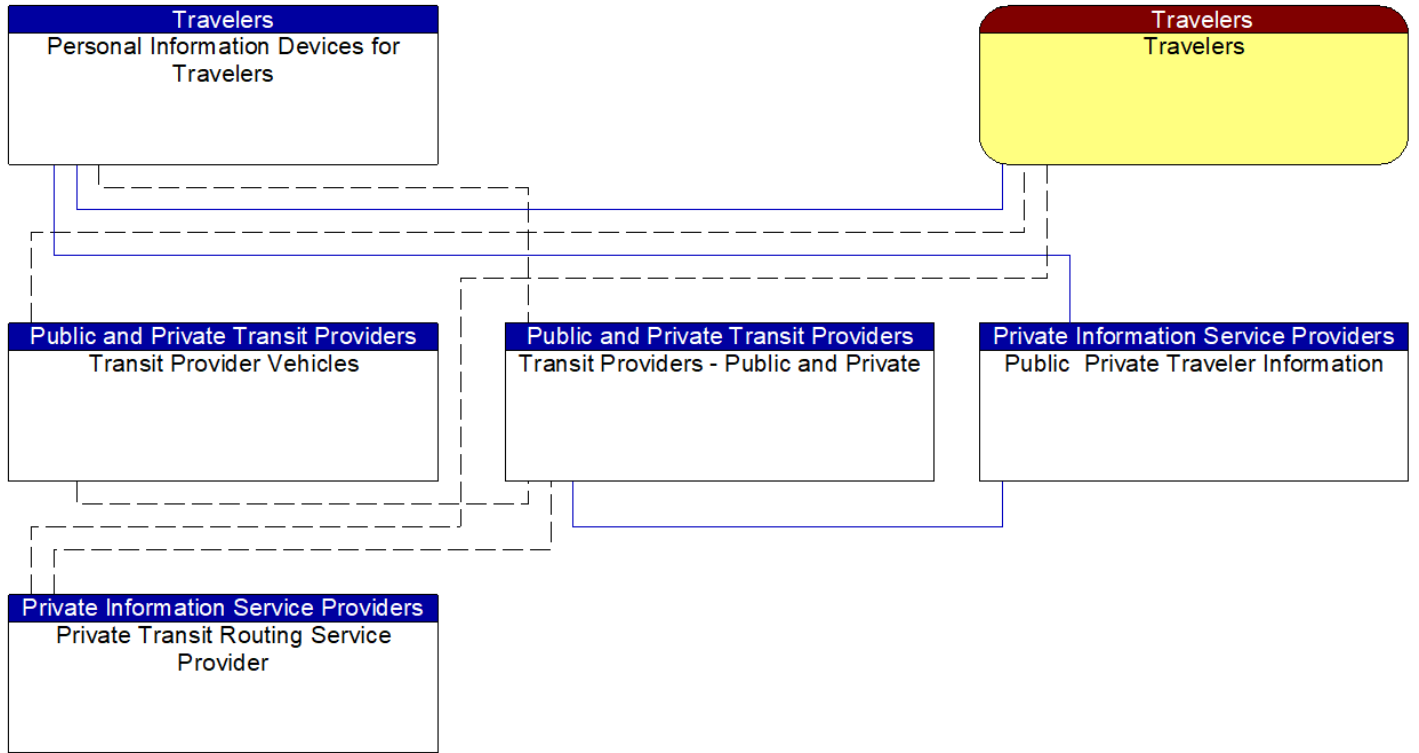 Travelers
Personal Information Devices for
Travelers
Travelers
Travelers
Public and Private Transit Providers
Transit Provider Vehicles
Public and Private Transit Providers
Transit Providers - Public and Private
Private Information Service Providers
Public  Private Traveler Information
Private Information Service Providers
Private Transit Routing Service
Provider